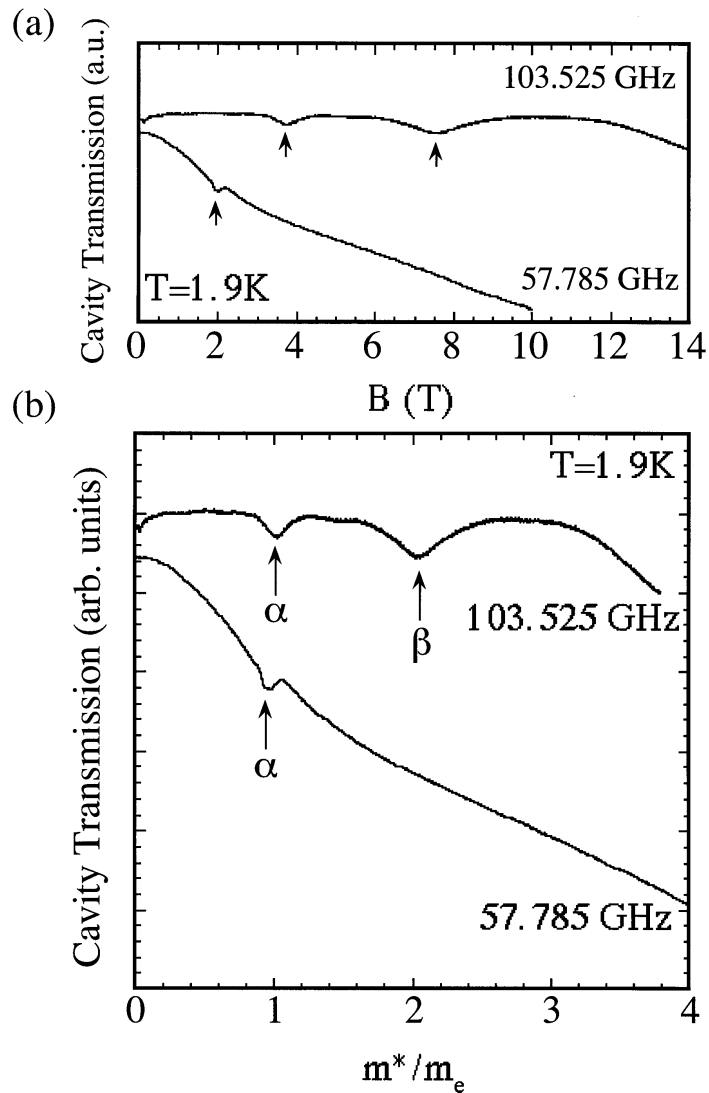 (a)
Cavity Transmission (a.u.)
103.525 GHz
57.785 GHz
T=1.9K
0 2 4 6 8 10 12 14
B (T)
(b)
Cavity Transmission (arb. units)
T=1.9K
α
β
103.525 GHz
α
57.785 GHz
0 1 2 3 4
m*/mₑ